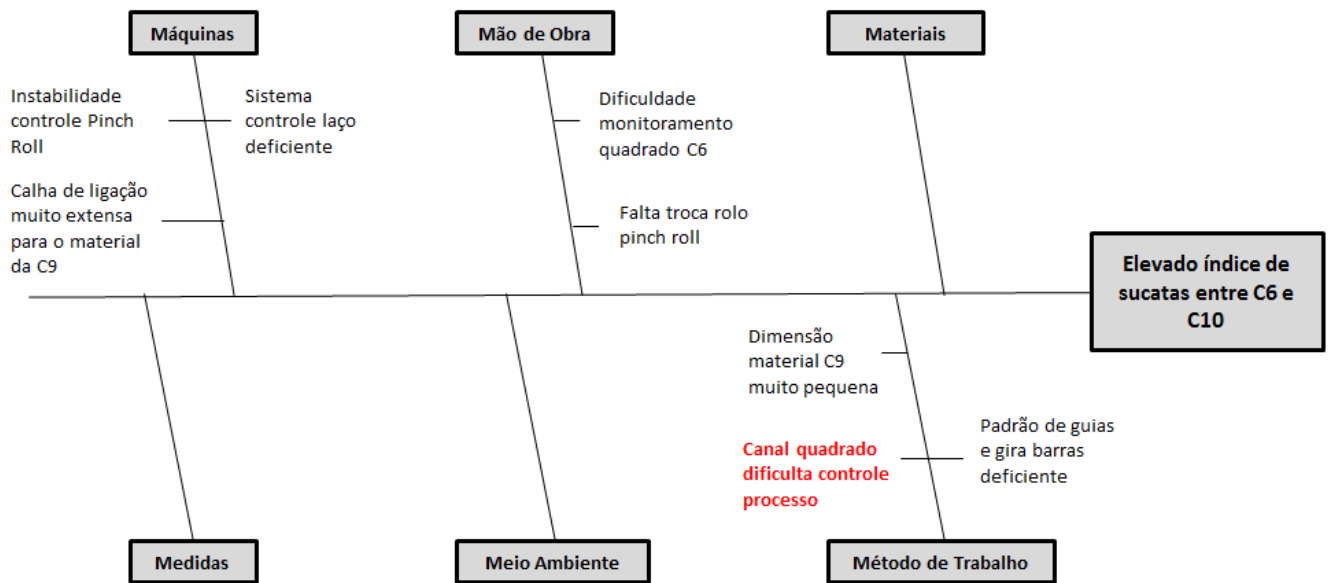 Máquinas
Mão de Obra
Materiais
Instabilidade
controle Pinch
Roll
Sistema
controle laço
deficiente
Calha de ligação
muito extensa
para o material
da C9
Dificuldade
monitoramento
quadrado C6
Falta troca rolo
pinch roll
Elevado índice de
sucatas entre C6 e
C10
Dimensão
material C9
muito pequena
Canal quadrado
dificulta controle
processo
Padrão de guias
e gira barras
deficiente
Medidas
Meio Ambiente
Método de Trabalho